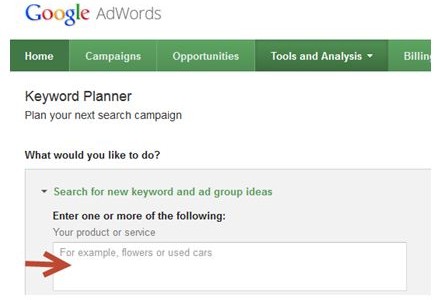 Google AdWords
Home Campaigns Opportunities Tools and Analysis Billin
Keyword Planner
Plan your next search campaign
What would you like to do?
Search for new keyword and ad group ideas
Enter one or more of the following:
Your product or service
For example, flowers or used cars